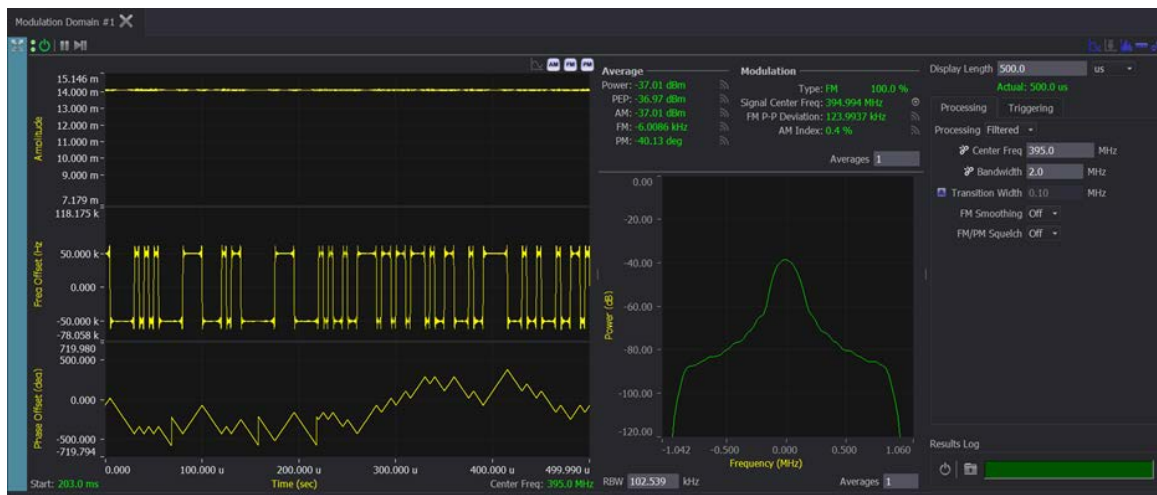 Modulation Domain #1
AM FM PM
15.146 m
14.000 m
13.000 m
12.000 m
11.000 m
10.000 m
9.000 m
7.179 m
Amplitude
118.175 k
50.000 k
0.000
-50.000 k
-78.058 k
Freq Offset (Hz
719.980
500.000
0.000
-500.000
-719.794
Phase Offset (deg)
0.000 100.000 u 200.000 u 300.000 u 400.000 u 499.990 u
Start: 203.0 ms Time (sec) Center Freq: 395.0 MHz
Average
Power: -37.01 dBm
PEP: -36.97 dBm
AM: -37.01 dBm
FM: -6.0086 kHz
PM: -40.13 deg
Modulation
Type: FM 100.0 %
Signal Center Freq: 394.994 MHz
FM P-P Deviation: 123.9937 kHz
AM Index: 0.4 %
Averages 1
0.00
-20.00
-40.00
-60.00
-80.00
-100.00
-120.00
Power (dB)
-1.042 -0.500 0.000 0.500 1.060
Frequency (MHz)
RBW 102.539 kHz Averages 1
Display Length 500.0 us
Actual: 500.0 us
Processing Triggering
Processing Filtered
Center Freq 395.0 MHz
Bandwidth 2.0 MHz
Transition Width 0.10 MHz
FM Smoothing Off
FM/PM Squelch Off
Results Log